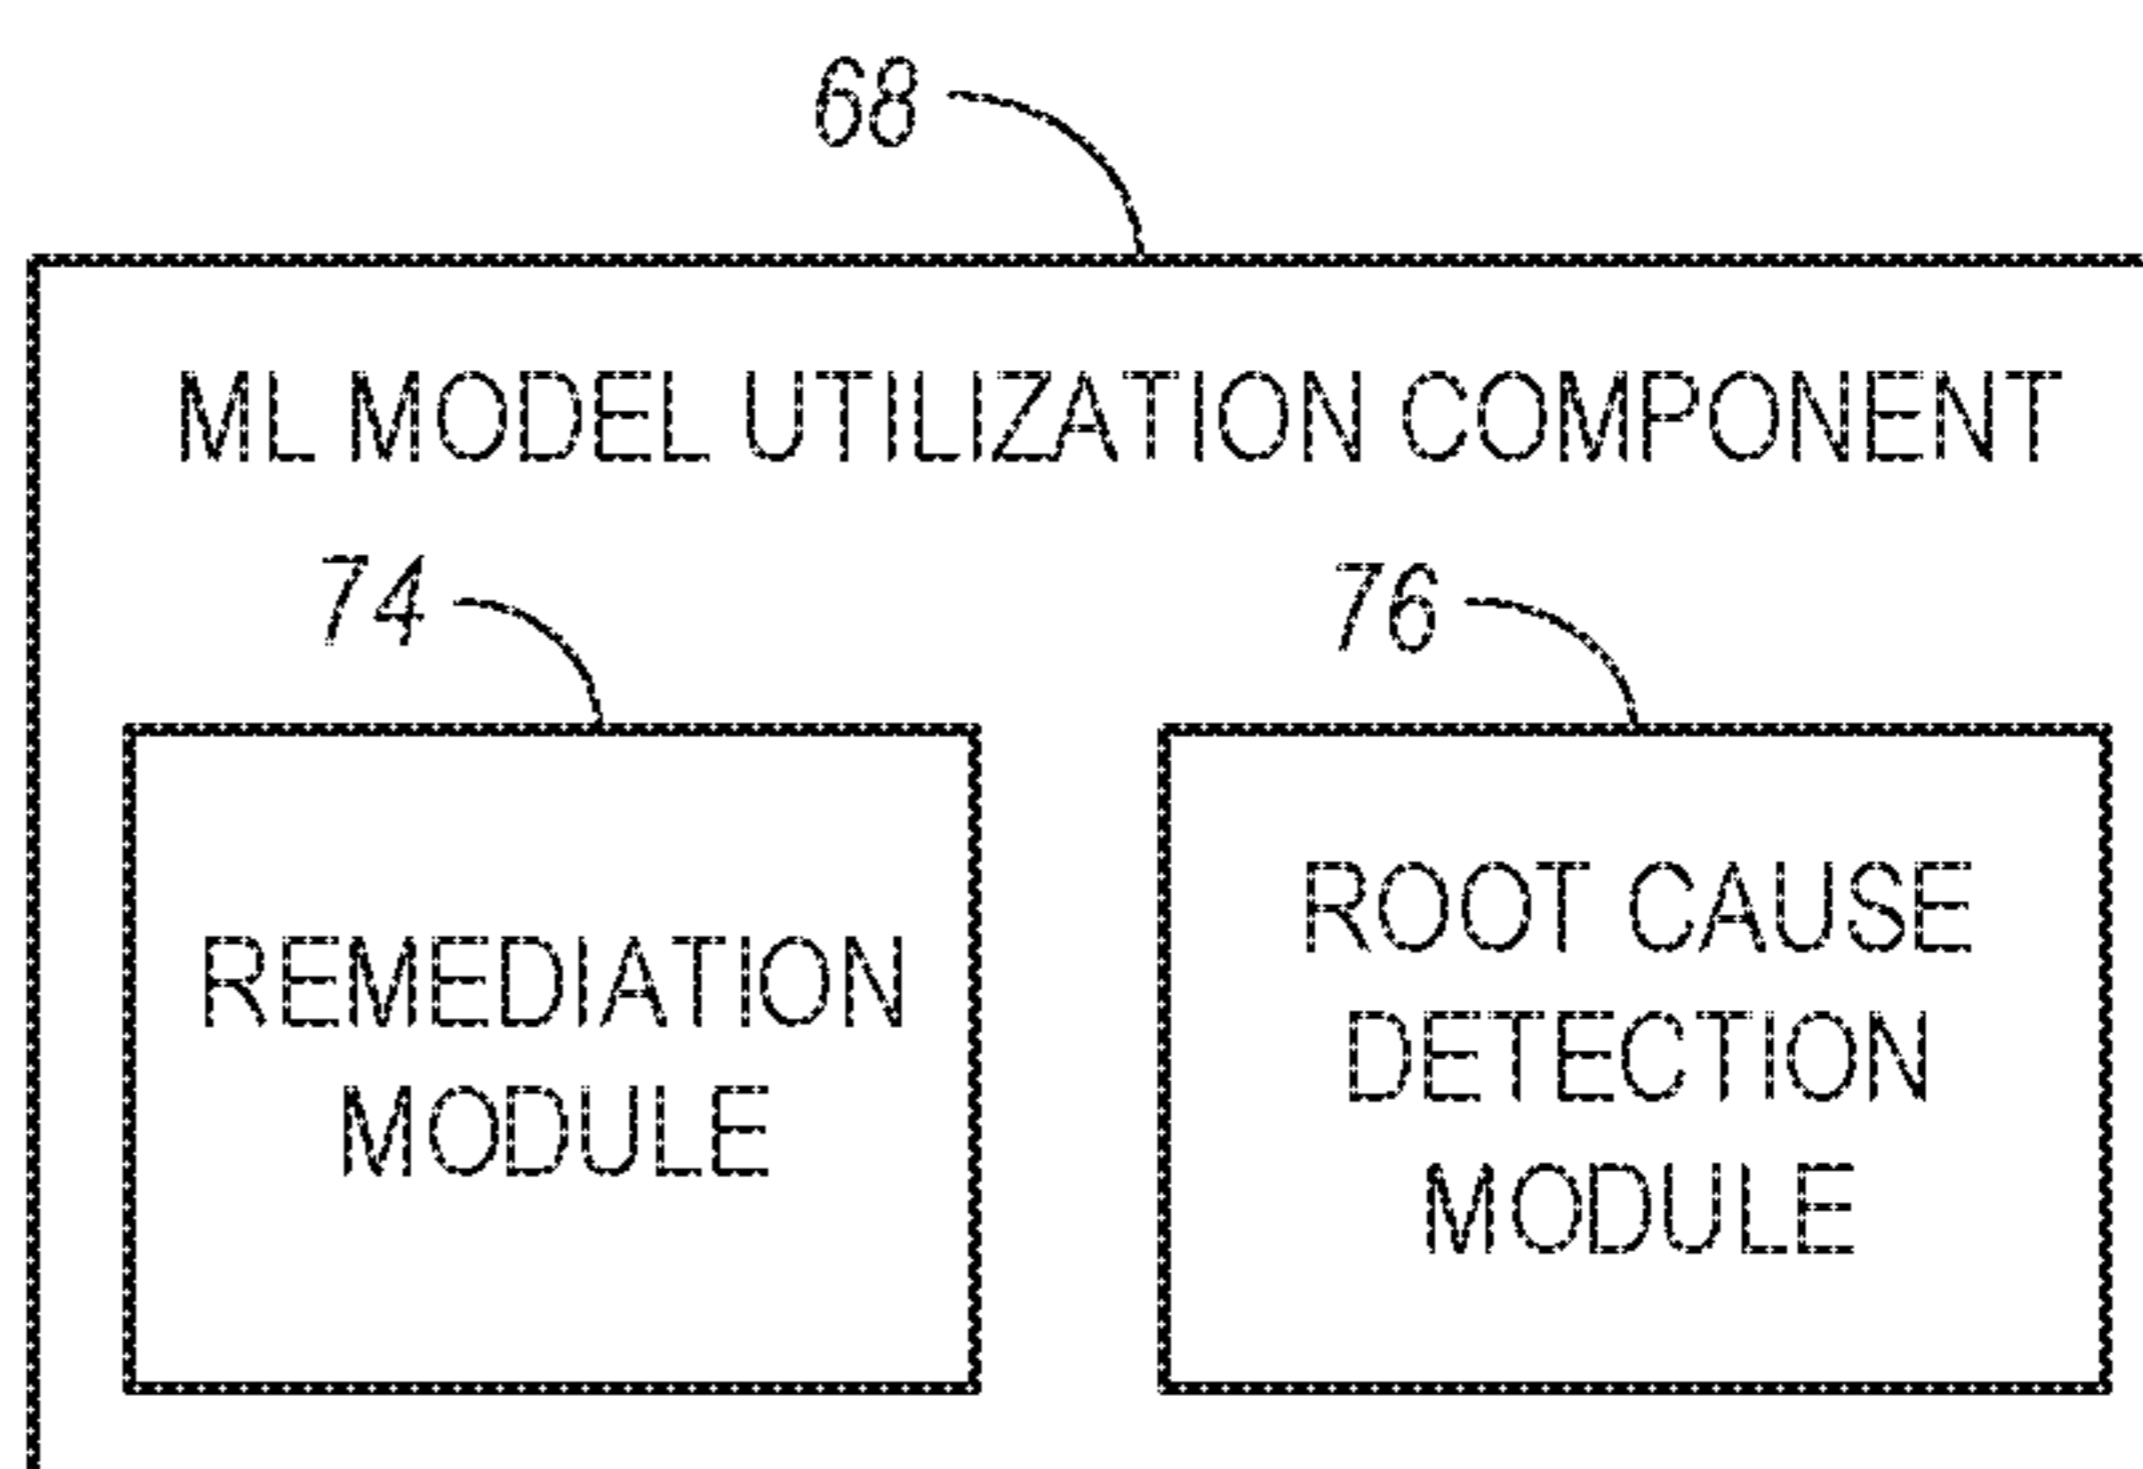 68
ML MODEL UTILIZATION COMPONENT
74
76
REMEDIATION
MODULE
ROOT CAUSE
DETECTION
MODULE